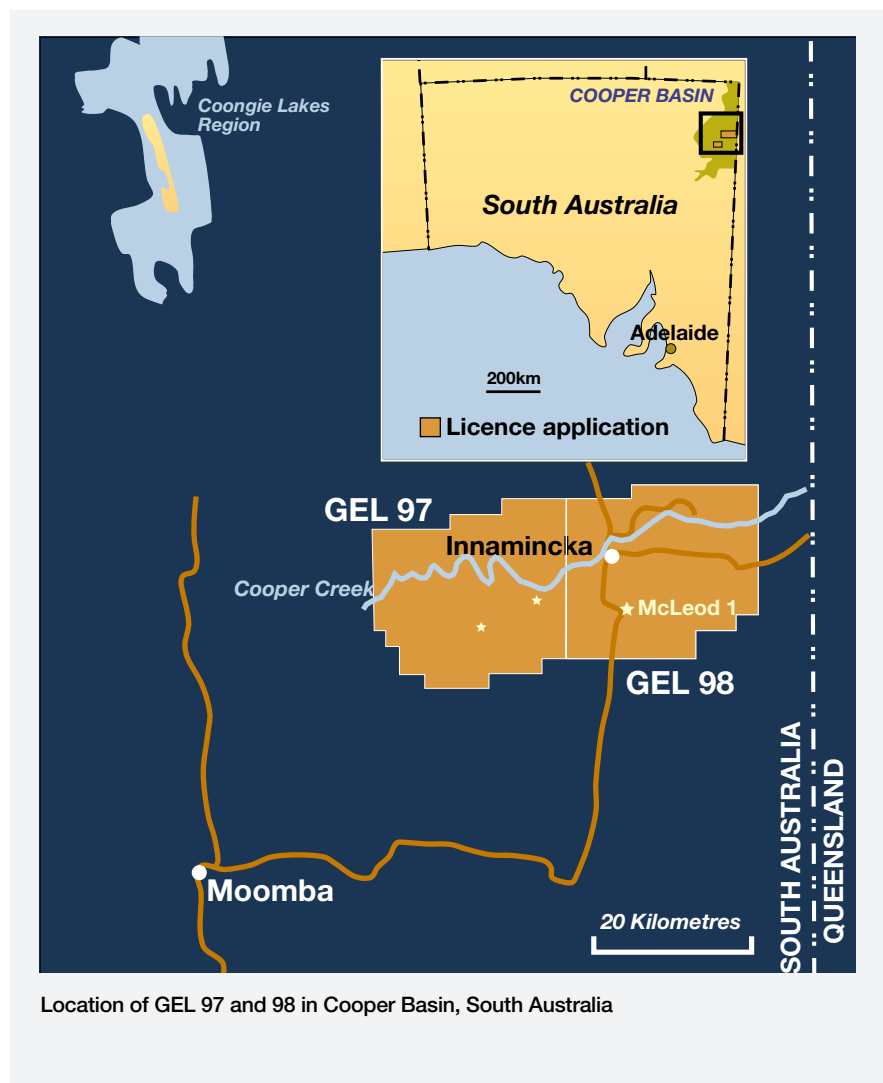 Coongie Lakes
Region
COOPER BASIN
South Australia
Adelaide
200km
Licence application
GEL 97
Innamincka
Cooper Creek
McLeod 1
GEL 98
SOUTH AUSTRALIA
QUEENSLAND
Moomba
20 Kilometres
Location of GEL 97 and 98 in Cooper Basin, South Australia